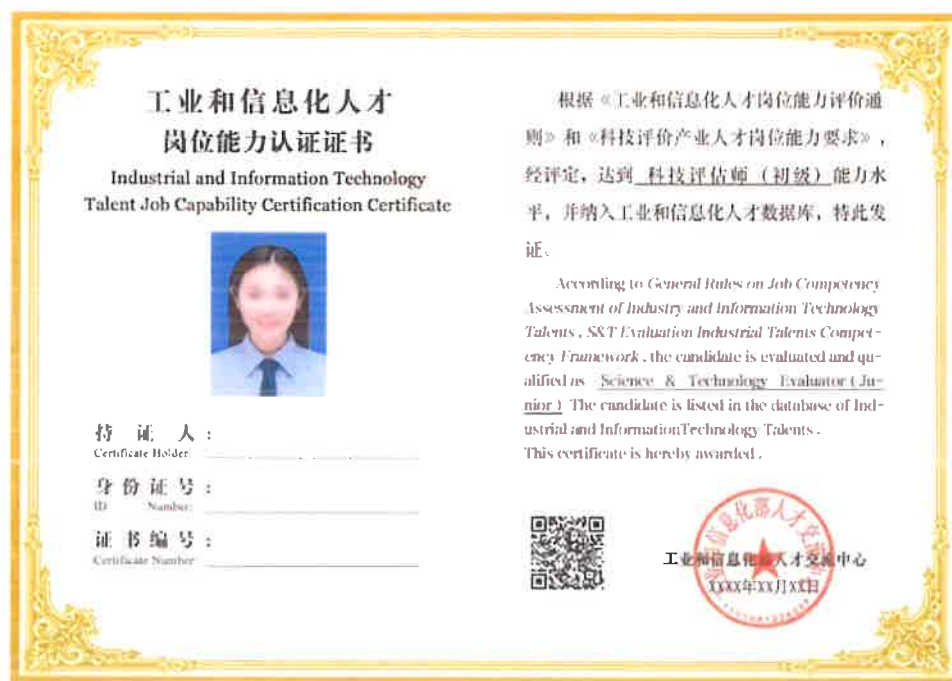 工业和信息化人才
岗位能力认证证书
Industrial and Information Technology
Talent Job Capability Certification Certificate
持 证 人：
Certificate Holder:
身 份 证 号：
ID Number:
证 书 编 号：
Certificate Number
根据《工业和信息化人才岗位能力评价通
则》和《科技评价产业人才岗位能力要求》，
经评定，达到 科技评估师（初级）能力水
平，并纳入工业和信息化人才数据库，特此发
证。
According to General Rules on Job Competency
Assessment of Industry and Information Technology
Talents , S&T Evaluation Industrial Talents Compet-
ency Framework , the candidate is evaluated and qu-
alified as Science & Technology Evaluator ( Ju-
nior ) The candidate is listed in the database of Ind-
ustrial and InformationTechnology Talents .
This certificate is hereby awarded .
工业和信息化部人才交流中心
XXXX年XX月XX日